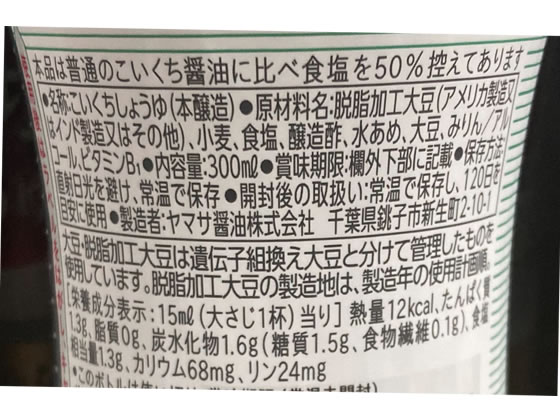 本品は普通のこいくち醤油に比べ食塩を50%控えてあります
●名称:こいくちしょうゆ(本醸造)●原材料名:脱脂加工大豆(アメリカ製造又
はインド製造又はその他)、小麦、食塩、醸造酢、水あめ、大豆、みりん/アル
コール、ビタミンB₁●内容量:300ml●賞味期限:欄外下部に記載●保存方法:
直射日光を避け、常温で保存●開封後の取扱い:常温で保存し、120日を
目安に使用●製造者:ヤマサ醤油株式会社 千葉県銚子市新生町2-10-1
大豆、脱脂加工大豆は遺伝子組換え大豆と分けて管理したものを
使用しています。脱脂加工大豆の製造地は、製造年の使用計画順。
[栄養成分表示:15ml(大さじ1杯)当り]熱量12kcal、たんぱく質
1.3g、脂質0g、炭水化物1.6g(糖質1.5g、食物繊維0.1g)、食塩
相当量1.3g、カリウム68mg、リン24mg
●このボトルは使い切り